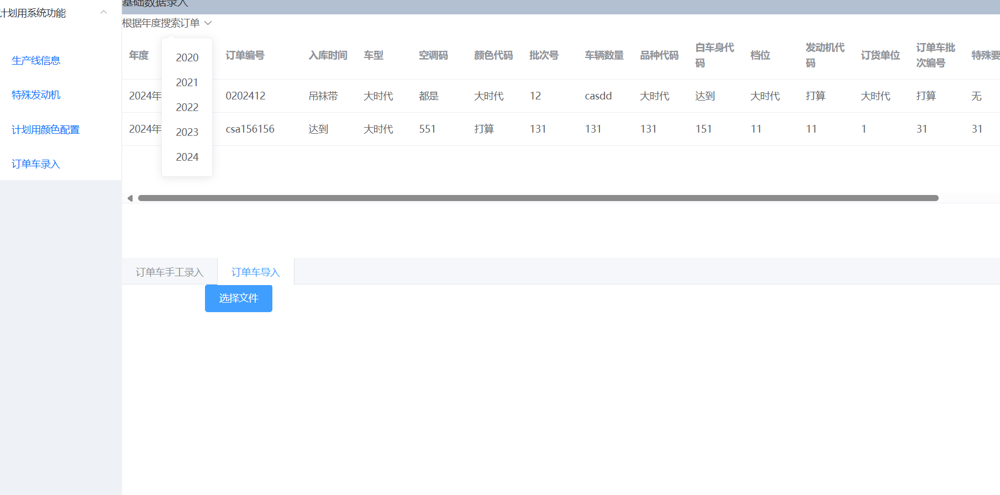 基础数据录入
计划用系统功能
根据年度搜索订单
生产线信息
特殊发动机
计划用颜色配置
订单车录入
2020
2021
2022
2023
2024
年度 订单编号 入库时间 车型 空调码 颜色代码 批次号 车辆数量 品种代码 白车身代码 档位 发动机代码 订货单位 订单车批次编号 特殊要
2024年 0202412 吊袜带 大时代 都是 大时代 12 casdd 大时代 达到 大时代 打算 大时代 打算 无
2024年 csa156156 达到 大时代 551 打算 131 131 131 151 11 11 1 31 31
订单车手工录入 订单车导入
选择文件